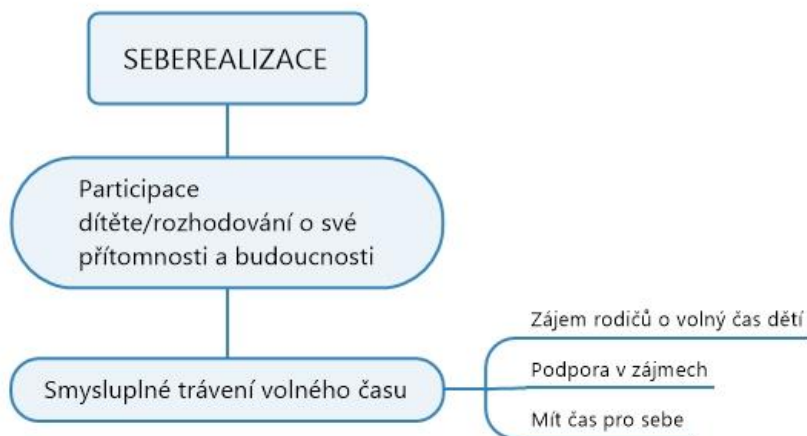 SEBEREALIZACE
Participace
dítěte/rozhodování o své
přítomnosti a budoucnosti
Smysluplné trávení volného času
Zájem rodičů o volný čas dětí
Podpora v zájmech
Mít čas pro sebe